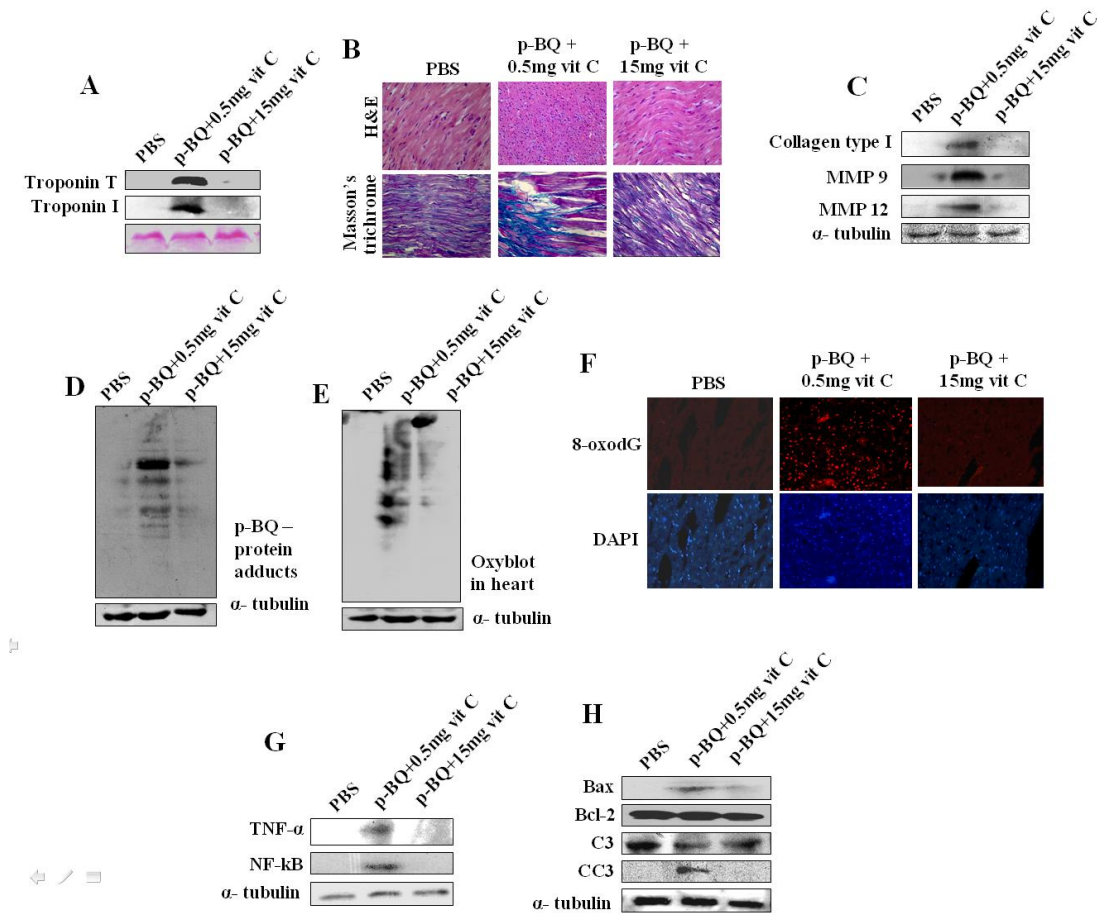 A
PBS
p-BQ+0.5mg vit C
p-BQ+15mg vit C
Troponin T
Troponin I
B
PBS
p-BQ +
0.5mg vit C
p-BQ +
15mg vit C
H&E
Masson's
trichrome
C
PBS
p-BQ+0.5mg vit C
p-BQ+15mg vit C
Collagen type I
MMP 9
MMP 12
α- tubulin
D
PBS
p-BQ+0.5mg vit C
p-BQ+15mg vit C
p-BQ –
protein
adducts
α- tubulin
E
PBS
p-BQ+0.5mg vit C
p-BQ+15mg vit C
Oxyblot
in heart
α- tubulin
F
PBS
p-BQ +
0.5mg vit C
p-BQ +
15mg vit C
8-oxodG
DAPI
G
PBS
p-BQ+0.5mg vit C
p-BQ+15mg vit C
TNF-α
NF-kB
α- tubulin
H
PBS
p-BQ+0.5mg vit C
p-BQ+15mg vit C
Bax
Bcl-2
C3
CC3
α- tubulin